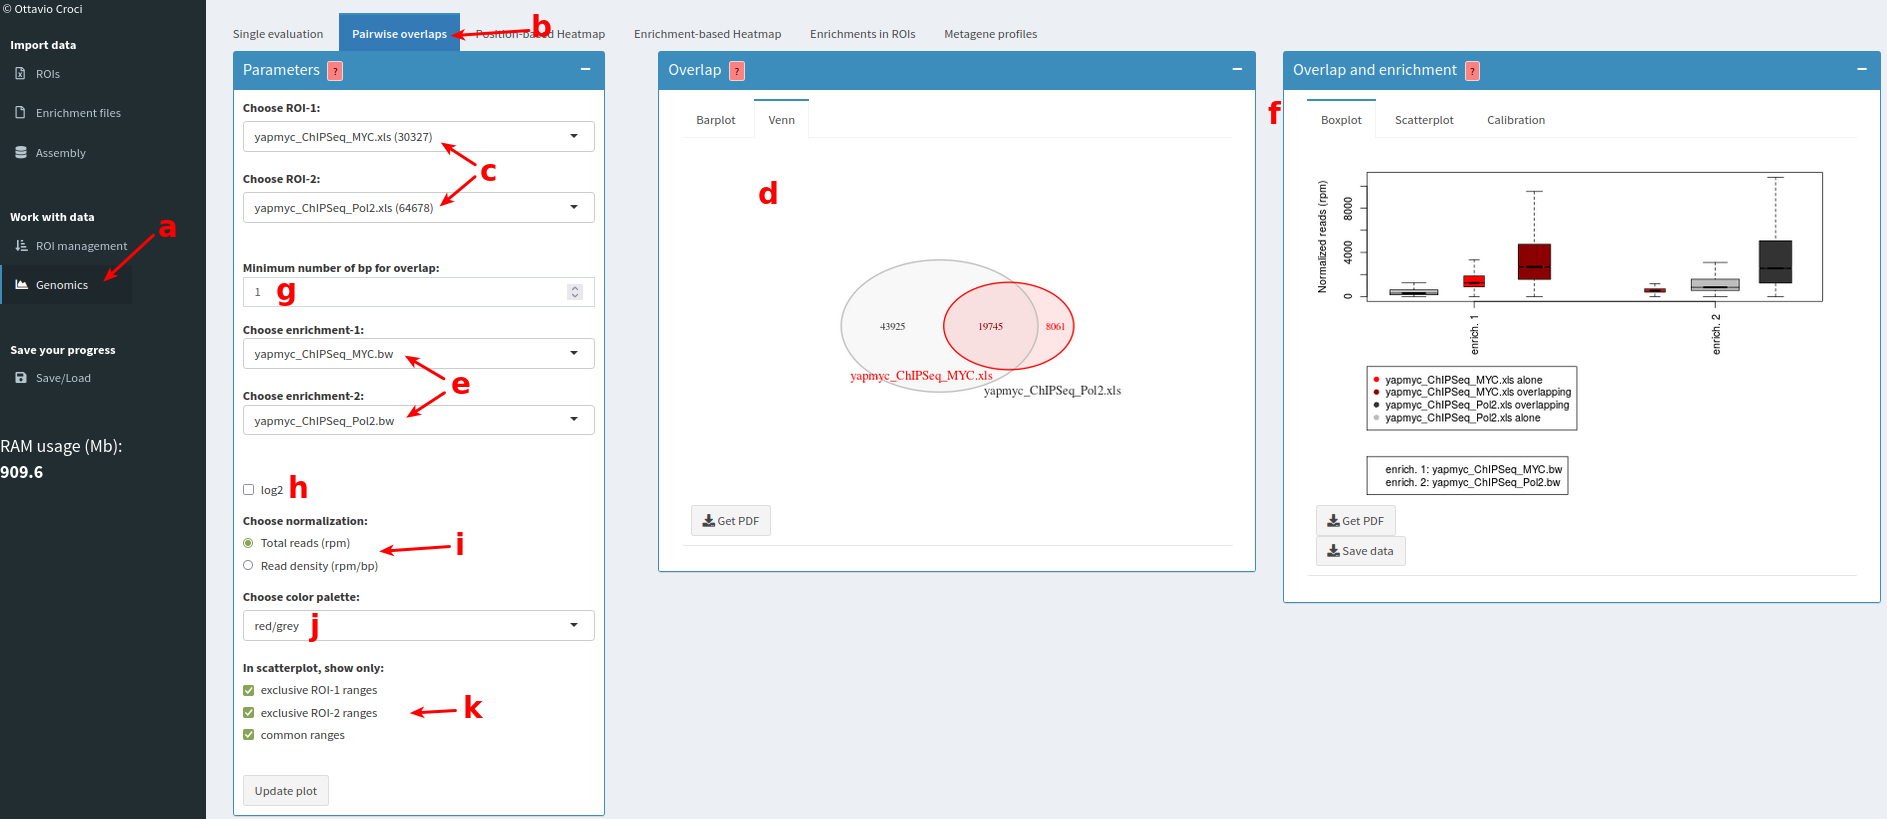 © Ottavio Croci
Import data
ROIs
Enrichment files
Assembly
Work with data
a
ROI management
Genomics
Save your progress
Save/Load
RAM usage (Mb):
909.6
Single evaluation
Pairwise overlaps
b
Position-based Heatmap
Enrichment-based Heatmap
Enrichments in ROIs
Metagene profiles
Parameters ?
Choose ROI-1:
yapmyc_ChIPSeq_MYC.xls (30327)
c
Choose ROI-2:
yapmyc_ChIPSeq_Pol2.xls (64678)
Minimum number of bp for overlap:
1
g
Choose enrichment-1:
yapmyc_ChIPSeq_MYC.bw
e
Choose enrichment-2:
yapmyc_ChIPSeq_Pol2.bw
log2
h
Choose normalization:
Total reads (rpm)
i
Read density (rpm/bp)
Choose color palette:
red/grey
j
In scatterplot, show only:
exclusive ROI-1 ranges
exclusive ROI-2 ranges
k
common ranges
Update plot
Overlap ?
Barplot
Venn
d
43925
19745
8061
yapmyc_ChIPSeq_MYC.xls
yapmyc_ChIPSeq_Pol2.xls
Get PDF
Overlap and enrichment ?
f
Boxplot
Scatterplot
Calibration
Normalized reads (rpm)
8000
4000
0
enrich. 1
enrich. 2
yapmyc_ChIPSeq_MYC.xls alone
yapmyc_ChIPSeq_MYC.xls overlapping
yapmyc_ChIPSeq_Pol2.xls overlapping
yapmyc_ChIPSeq_Pol2.xls alone
enrich. 1: yapmyc_ChIPSeq_MYC.bw
enrich. 2: yapmyc_ChIPSeq_Pol2.bw
Get PDF
Save data